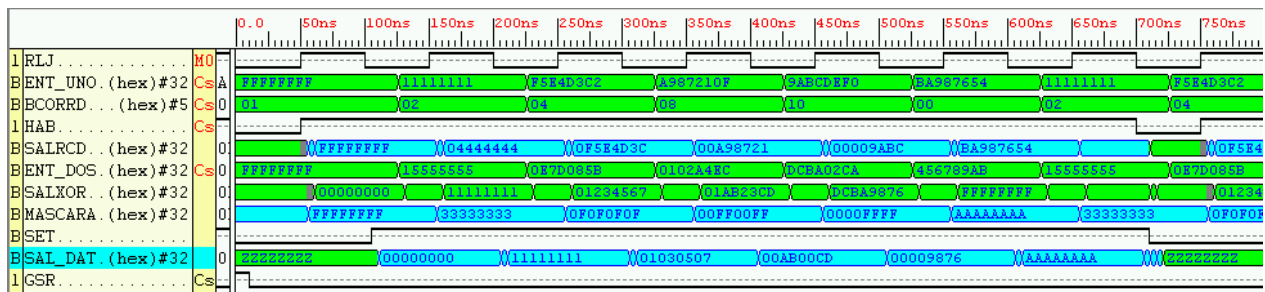 0.0 50ns 100ns 150ns 200ns 250ns 300ns 350ns 400ns 450ns 500ns 550ns 600ns 650ns 700ns 750ns
1 RLJ............. M0
B ENT_UNO.(hex)#32 Cs A FFFFFFFF 11111111 F5E4D3C2 A987210F 9ABCDEF0 BA987654 11111111 F5E4D3C2
B BCORRD...(hex)#5 Cs 0 01 02 04 08 10 00 02 04
1 HAB............. Cs
B SALRCD..(hex)#32 0 FFFFFFFF 04444444 0F5E4D3C 00A98721 00009ABC BA987654 0F5E4
B ENT_DOS.(hex)#32 Cs 0 FFFFFFFF 15555555 0E7D085B 0102A4EC DCBA02CA 456789AB 15555555 0E7D085B
B SALXOR..(hex)#32 0 00000000 11111111 01234567 01AB23CD DCBA9876 FFFFFFFF 01234
B MASCARA.(hex)#32 0 FFFFFFFF 33333333 0F0F0F0F 00FF00FF 0000FFFF AAAAAAAA 33333333 0F0F0F
B SET.............
B SAL_DAT.(hex)#32 0 ZZZZZZZZ 00000000 11111111 01030507 00AB00CD 00009876 AAAAAAAA ZZZZZZZZ
1 GSR............. Cs